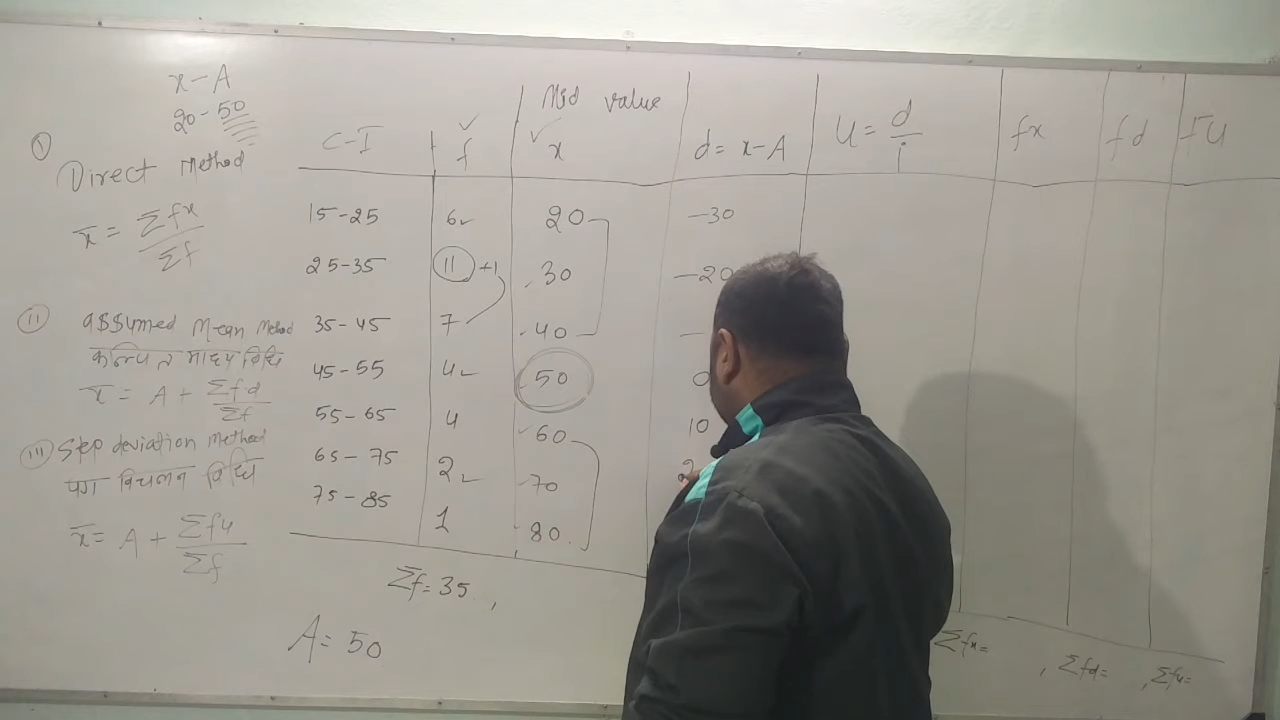 x-A
20-50
① Direct Method
x̄ = Σfx / Σf
② assumed Mean Method
कल्पित माध्य विधि
x̄ = A + Σfd / Σf
③ Step deviation Method
पग विचलन विधि
x̄ = A + Σfu / Σf
Mid value
C-I f x d = x-A U = d/i fx fd fU
15-25 6 20 -30
25-35 11 +1 30 -20
35-45 7 40 -
45-55 4 50 0
55-65 4 60 10
65-75 2 70 2
75-85 1 80
Σf = 35 ,
A = 50
Σfx = , Σfd = , Σfu =